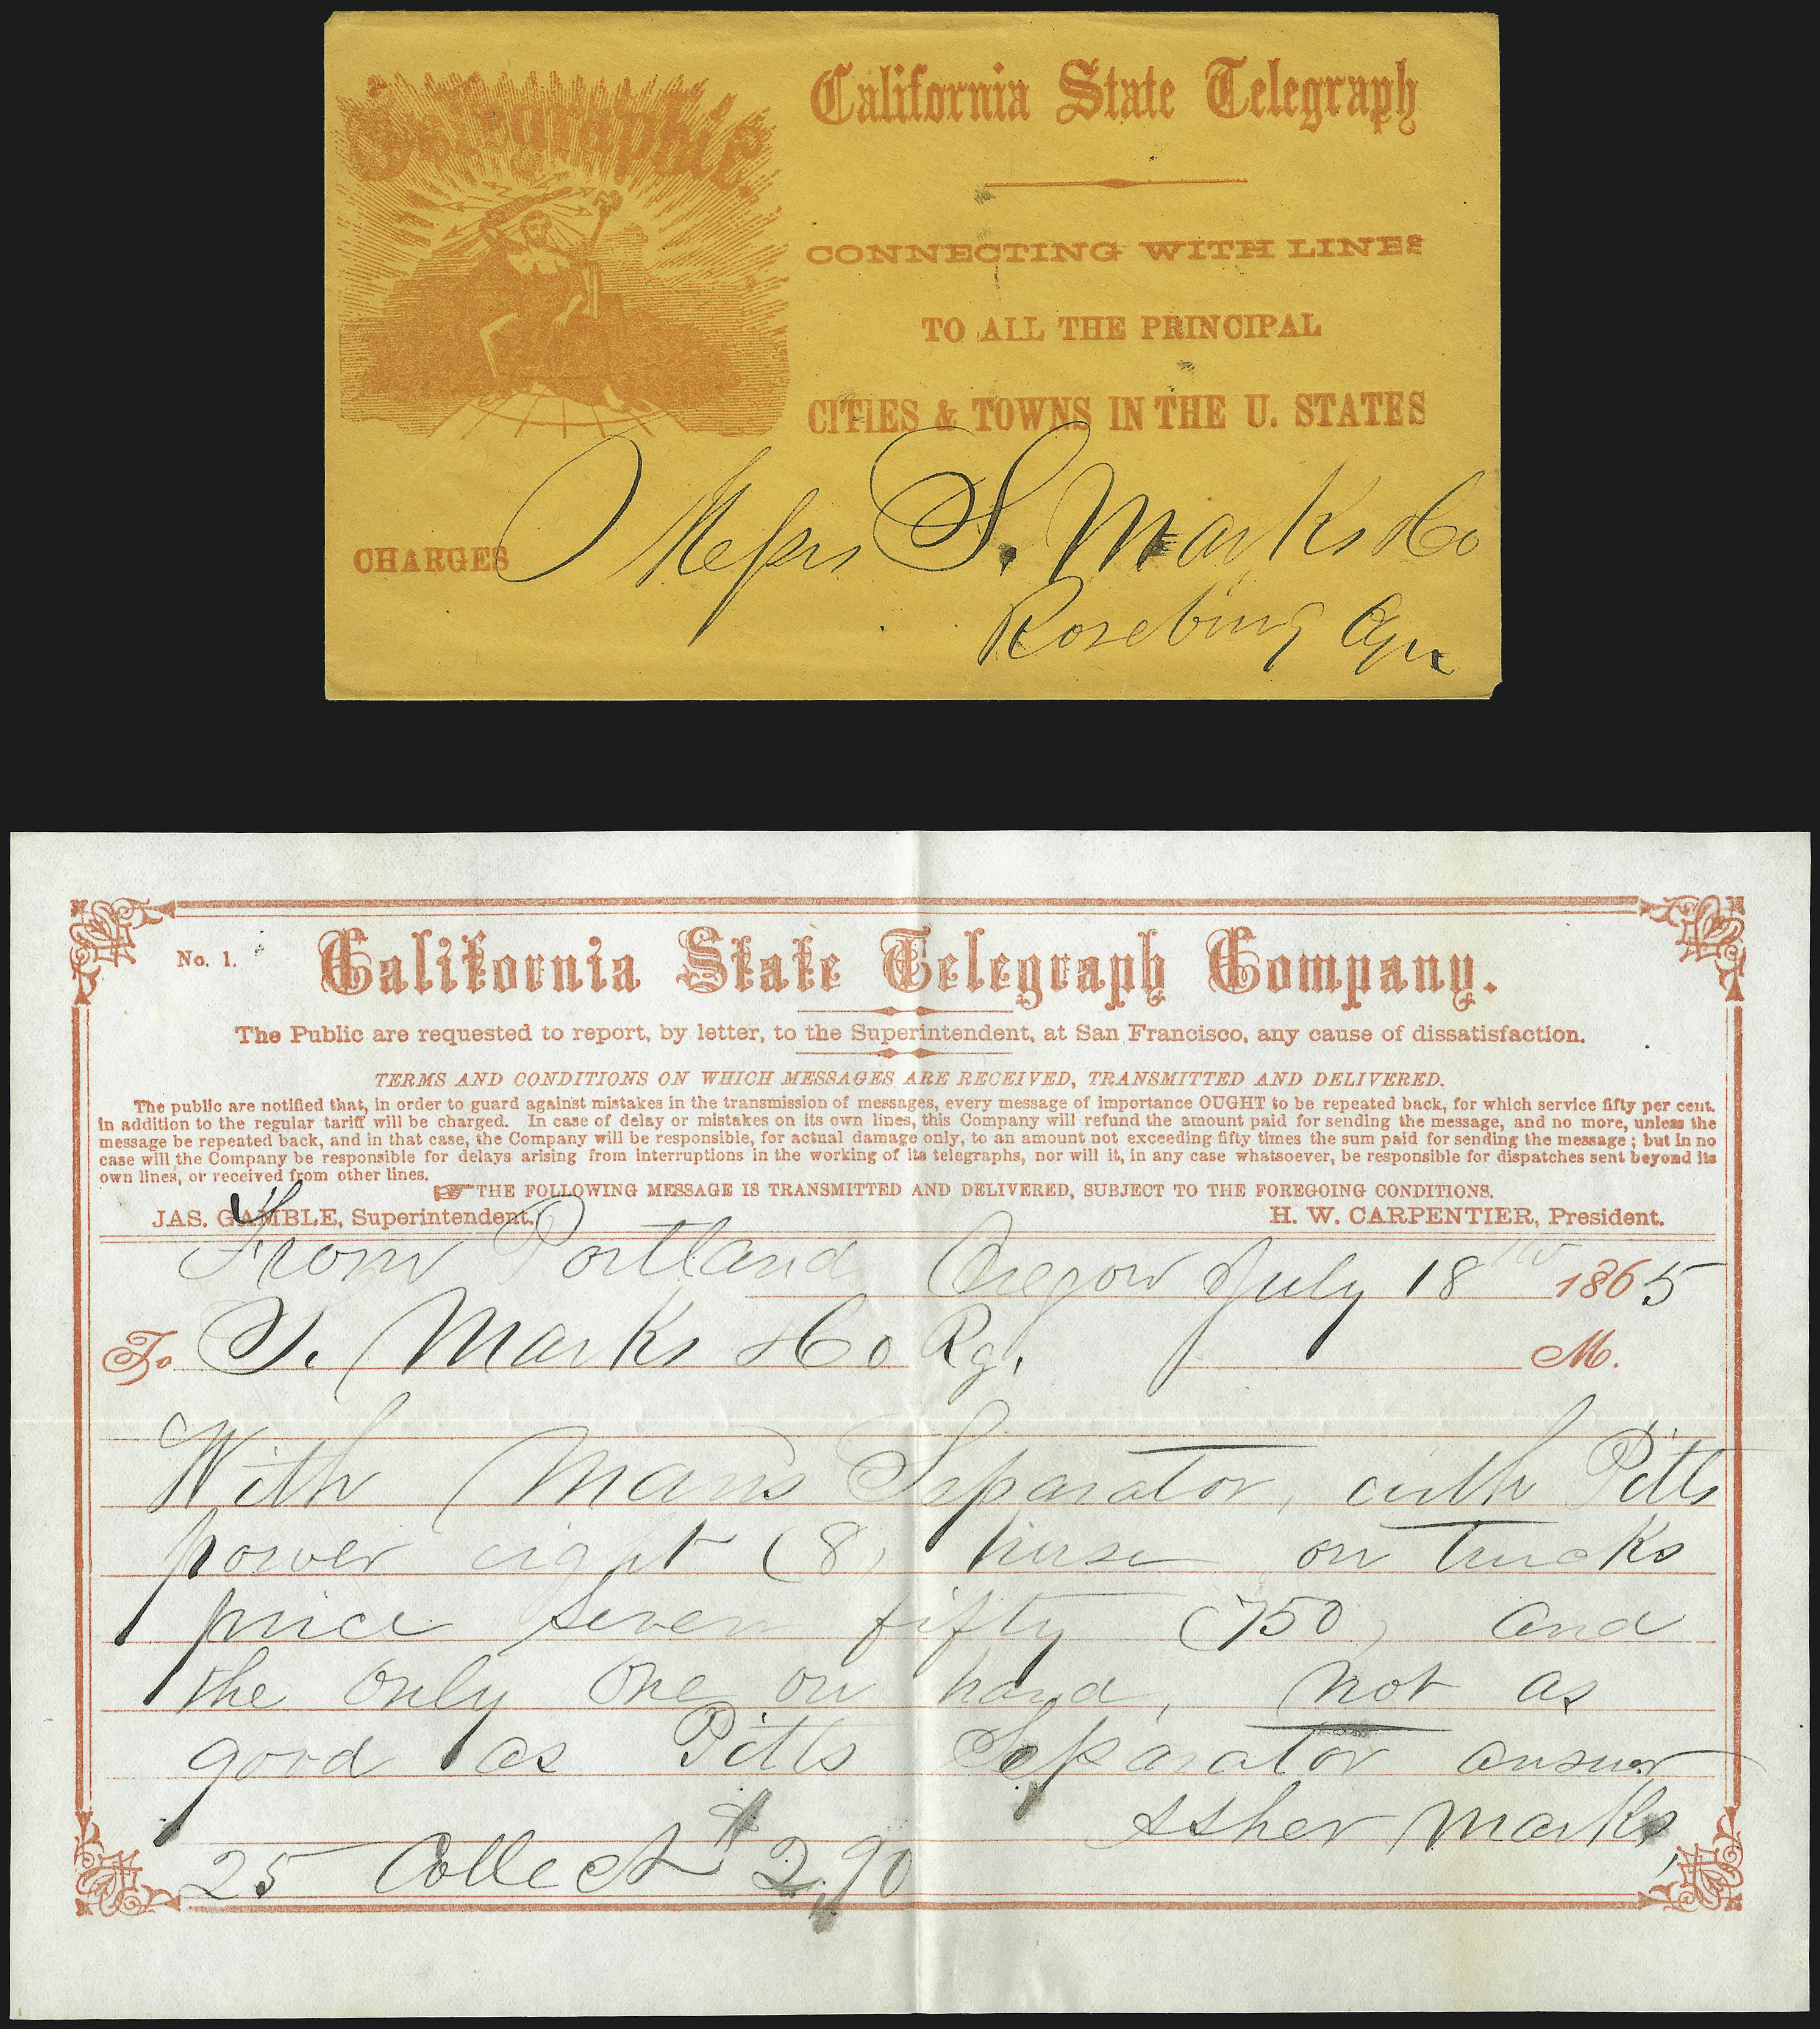 Telegraphic.
California State Telegraph
CONNECTING WITH LINES
TO ALL THE PRINCIPAL
CITIES & TOWNS IN THE U. STATES
CHARGES
Messrs S. Marks & Co
Roseburg Ogn
No. 1.
California State Telegraph Company.
The Public are requested to report, by letter, to the Superintendent, at San Francisco, any cause of dissatisfaction.
TERMS AND CONDITIONS ON WHICH MESSAGES ARE RECEIVED, TRANSMITTED AND DELIVERED.
The public are notified that, in order to guard against mistakes in the transmission of messages, every message of importance OUGHT to be repeated back, for which service fifty per cent.
in addition to the regular tariff will be charged. In case of delay or mistakes on its own lines, this Company will refund the amount paid for sending the message, and no more, unless the
message be repeated back, and in that case, the Company will be responsible, for actual damage only, to an amount not exceeding fifty times the sum paid for sending the message; but in no
case will the Company be responsible for delays arising from interruptions in the working of its telegraphs, nor will it, in any case whatsoever, be responsible for dispatches sent beyond its
own lines, or received from other lines.
☞ THE FOLLOWING MESSAGE IS TRANSMITTED AND DELIVERED, SUBJECT TO THE FOREGOING CONDITIONS.
JAS. GAMBLE, Superintendent. H. W. CARPENTIER, President.
From Portland Oregon July 18th 1865
To S. Marks & Co Rg. M.
With Separator, with Pitts
power eight (8) horse on trucks
price seven fifty (750) and
the only one on hand, not as
good as Pitts Separator answer
Asher Marks
25 Collect $2.90